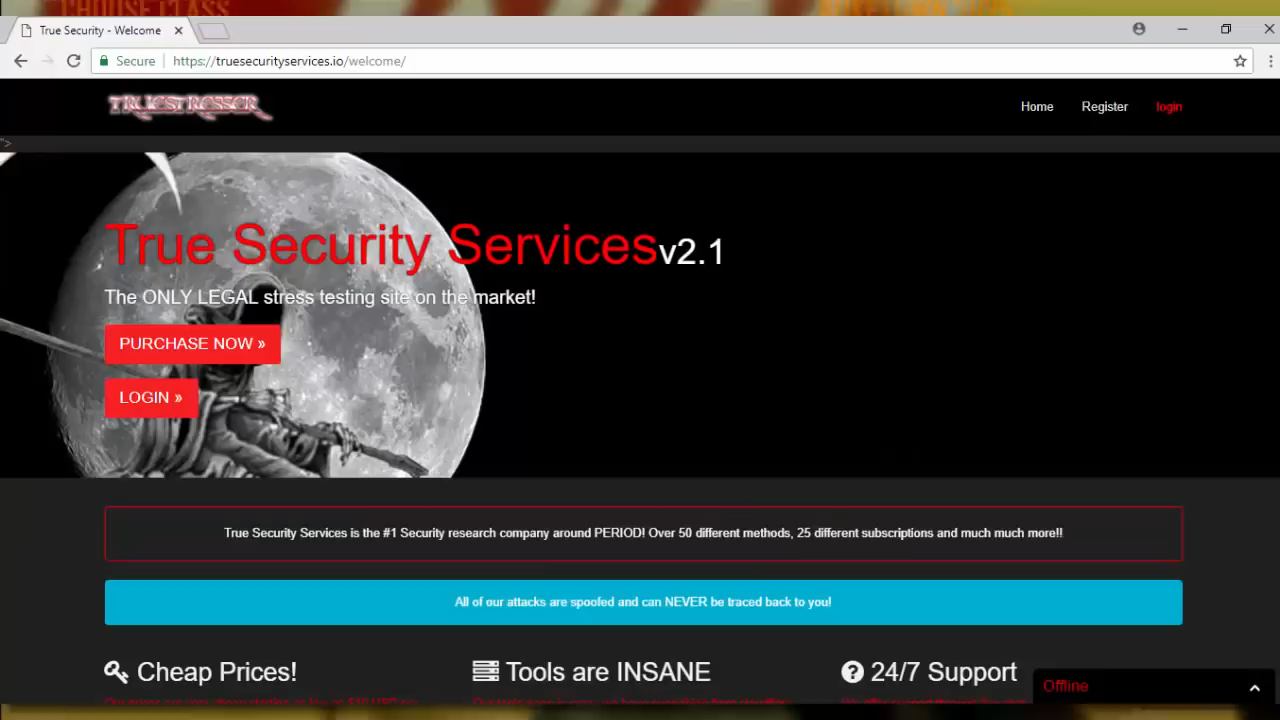 CHOOSE CLASS
True Security - Welcome
Secure
https://truesecurityservices.io/welcome/
TRUESTRESSER
Home
Register
login
">
True Security Services v2.1
The ONLY LEGAL stress testing site on the market!
PURCHASE NOW »
LOGIN »
True Security Services is the #1 Security research company around PERIOD! Over 50 different methods, 25 different subscriptions and much much more!!
All of our attacks are spoofed and can NEVER be traced back to you!
Cheap Prices!
Tools are INSANE
24/7 Support
Offline